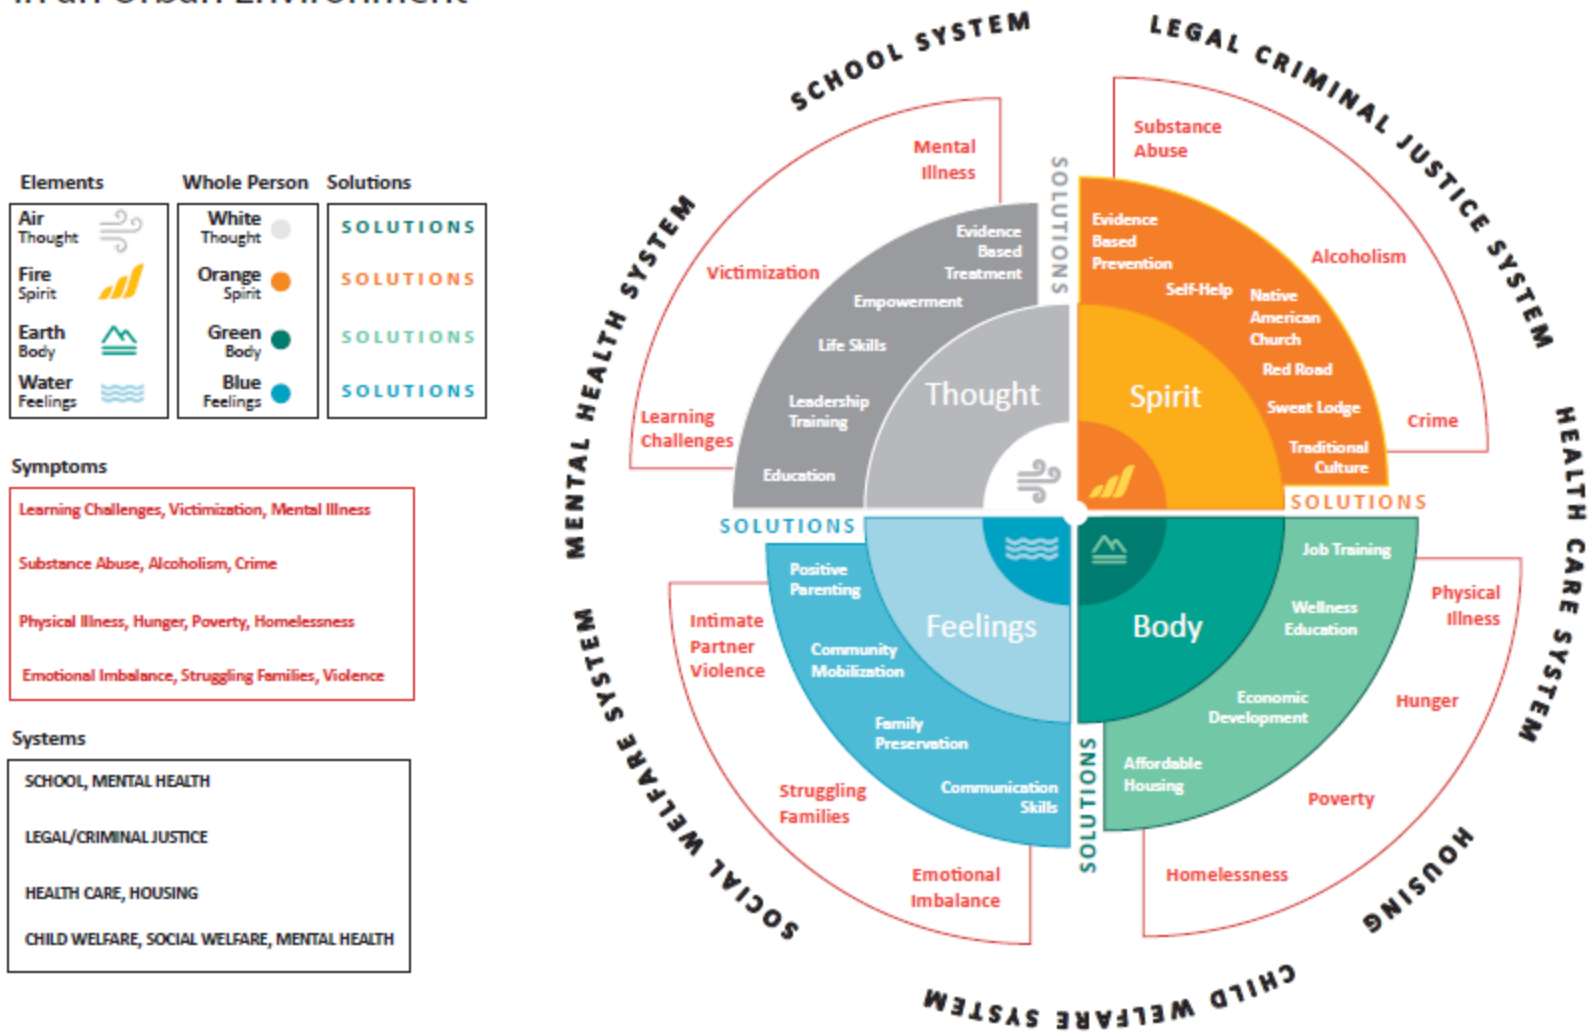 in an Urban Environment
Elements
Air
Thought
Fire
Spirit
Earth
Body
Water
Feelings
Whole Person
White
Thought
Orange
Spirit
Green
Body
Blue
Feelings
Solutions
SOLUTIONS
SOLUTIONS
SOLUTIONS
SOLUTIONS
Symptoms
Learning Challenges, Victimization, Mental Illness
Substance Abuse, Alcoholism, Crime
Physical Illness, Hunger, Poverty, Homelessness
Emotional Imbalance, Struggling Families, Violence
Systems
SCHOOL, MENTAL HEALTH
LEGAL/CRIMINAL JUSTICE
HEALTH CARE, HOUSING
CHILD WELFARE, SOCIAL WELFARE, MENTAL HEALTH
MENTAL HEALTH SYSTEM
SCHOOL SYSTEM
LEGAL CRIMINAL JUSTICE SYSTEM
HEALTH CARE SYSTEM
HOUSING
CHILD WELFARE SYSTEM
SOCIAL WELFARE SYSTEM
Mental
Illness
Victimization
Learning
Challenges
SOLUTIONS
Evidence
Based
Treatment
Empowerment
Life Skills
Leadership
Training
Education
Thought
Substance
Abuse
Alcoholism
Crime
Evidence
Based
Prevention
Self-Help
Native
American
Church
Red Road
Sweat Lodge
Traditional
Culture
Spirit
SOLUTIONS
SOLUTIONS
Positive
Parenting
Community
Mobilization
Family
Preservation
Communication
Skills
Feelings
Intimate
Partner
Violence
Struggling
Families
Emotional
Imbalance
SOLUTIONS
Body
Job Training
Wellness
Education
Economic
Development
Affordable
Housing
Physical
Illness
Hunger
Poverty
Homelessness